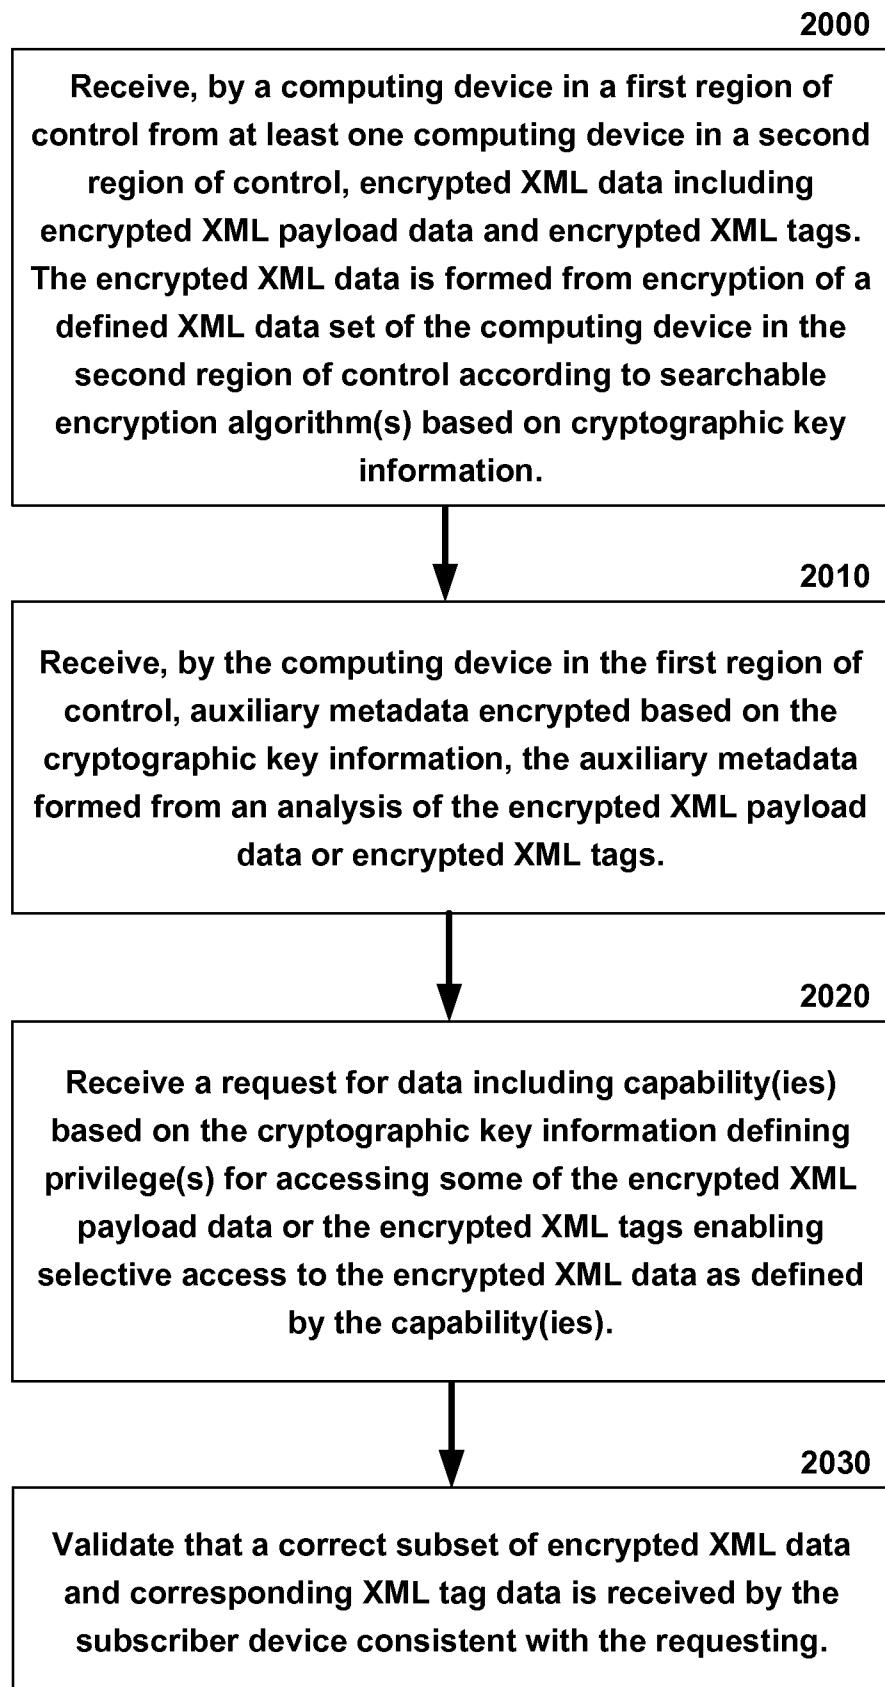 2000
Receive, by a computing device in a first region of
control from at least one computing device in a second
region of control, encrypted XML data including
encrypted XML payload data and encrypted XML tags.
The encrypted XML data is formed from encryption of a
defined XML data set of the computing device in the
second region of control according to searchable
encryption algorithm(s) based on cryptographic key
information.
2010
Receive, by the computing device in the first region of
control, auxiliary metadata encrypted based on the
cryptographic key information, the auxiliary metadata
formed from an analysis of the encrypted XML payload
data or encrypted XML tags.
2020
Receive a request for data including capability(ies)
based on the cryptographic key information defining
privilege(s) for accessing some of the encrypted XML
payload data or the encrypted XML tags enabling
selective access to the encrypted XML data as defined
by the capability(ies).
2030
Validate that a correct subset of encrypted XML data
and corresponding XML tag data is received by the
subscriber device consistent with the requesting.